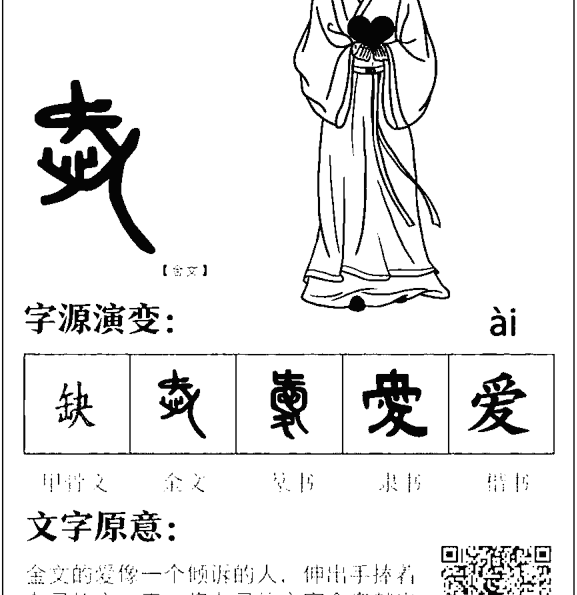 【金文】
字源演变：
ài
缺 爱
甲骨文 金文 篆书 隶书 楷书
文字原意：
金文的爱像一个倾诉的人，伸出手捧着